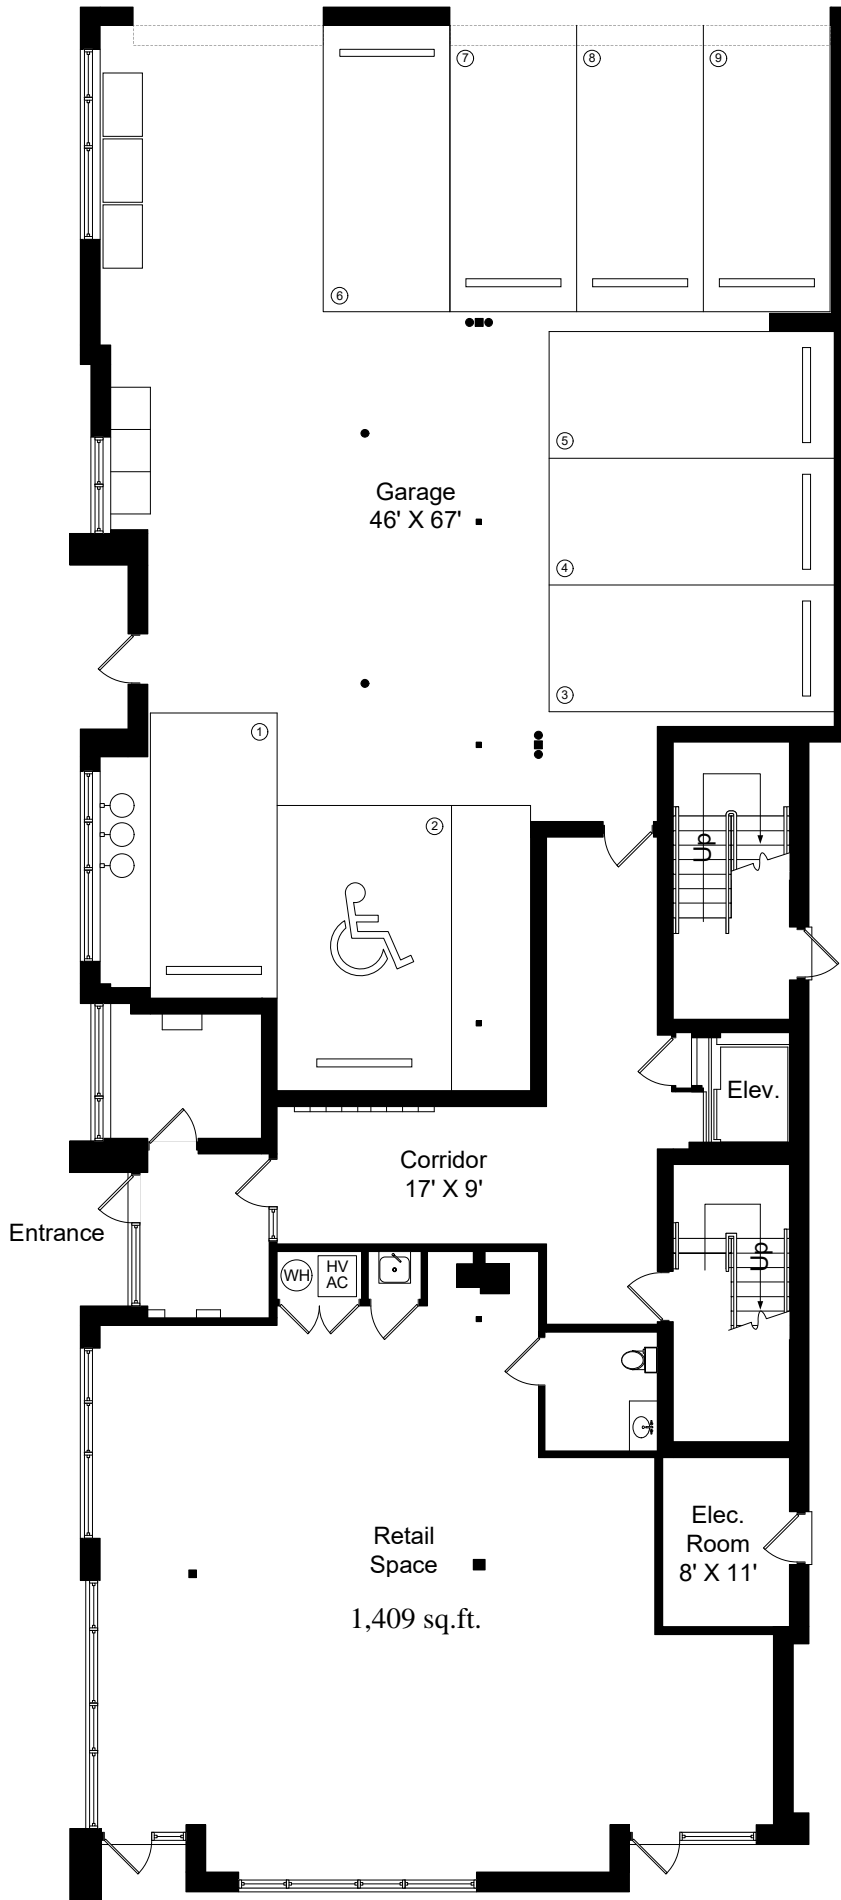 7
8
9
6
5
Garage
46' X 67'
4
3
1
2
Up
Elev.
Corridor
17' X 9'
Entrance
WH
HV
AC
Up
Retail
Space
1,409 sq.ft.
Elec.
Room
8' X 11'